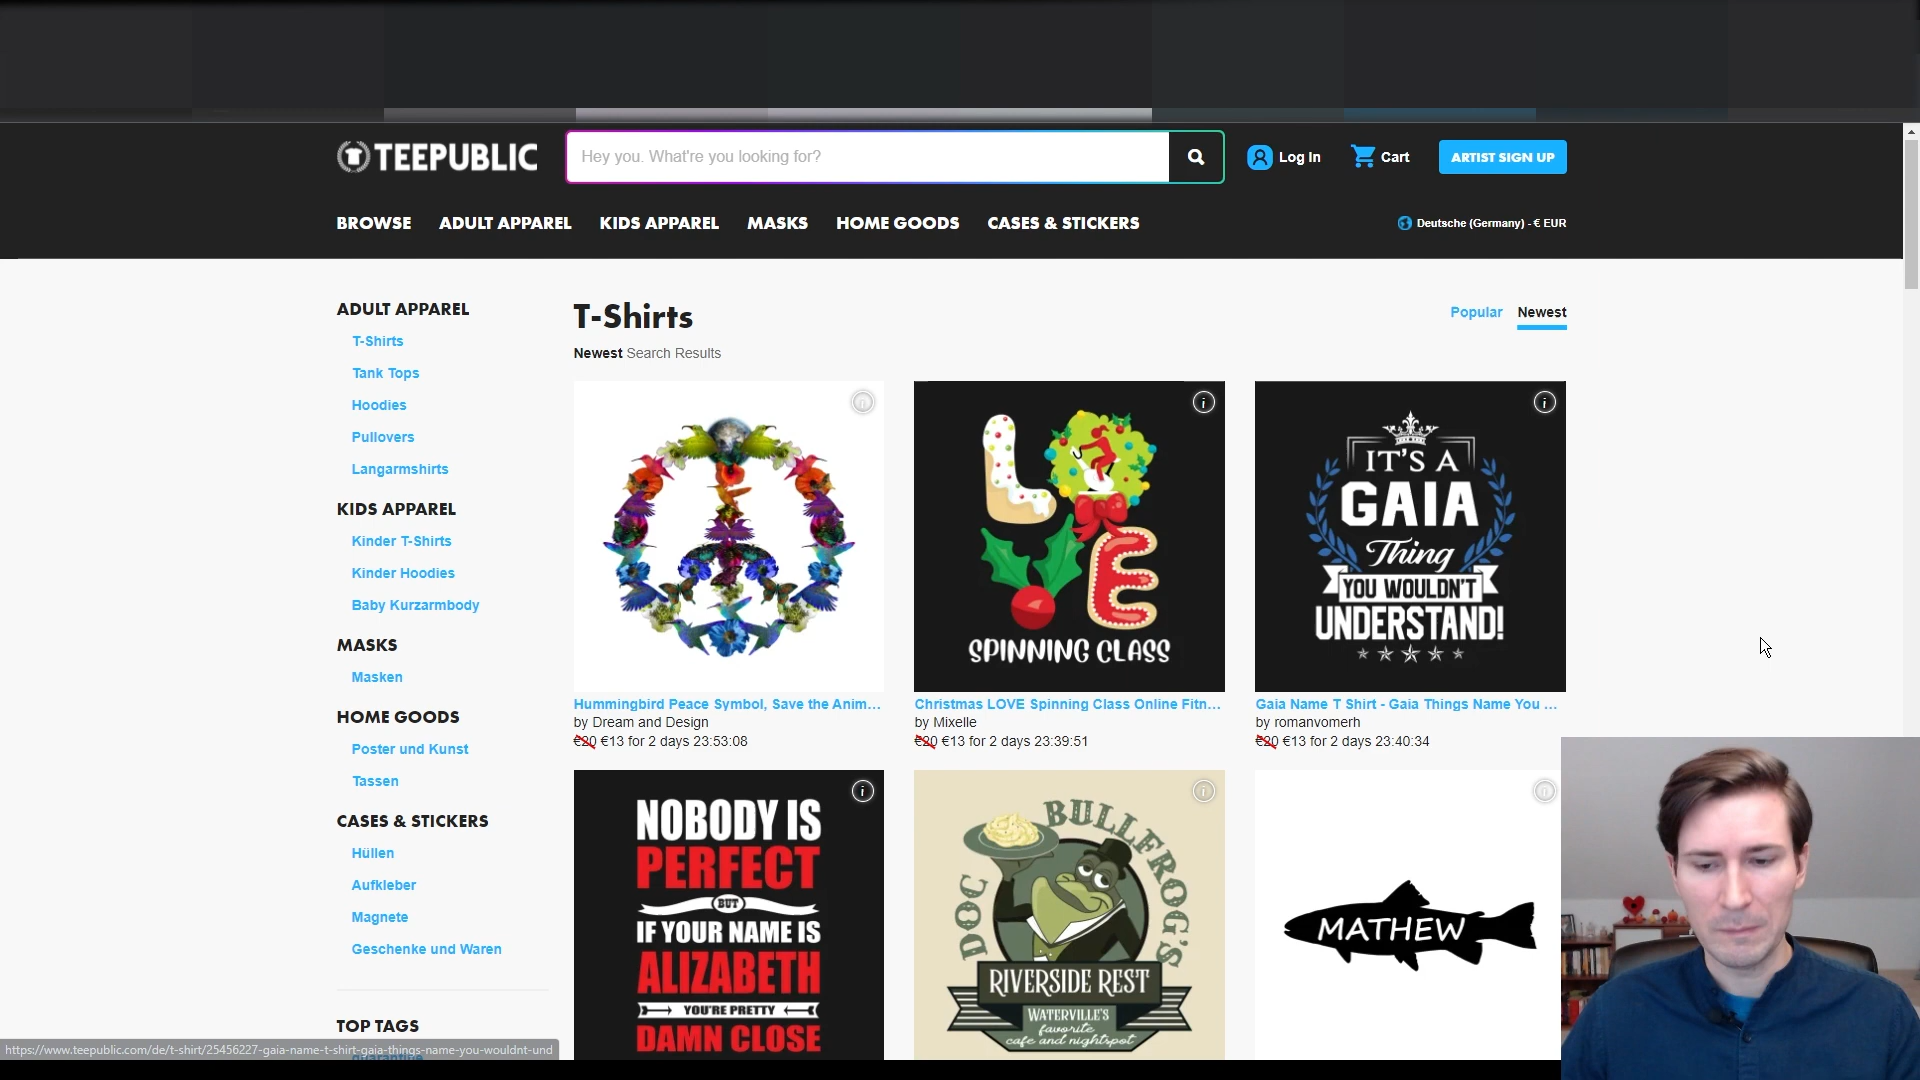 TEEPUBLIC
Hey you. What're you looking for?
Log In
Cart
ARTIST SIGN UP
BROWSE
ADULT APPAREL
KIDS APPAREL
MASKS
HOME GOODS
CASES & STICKERS
Deutsche (Germany) - € EUR
ADULT APPAREL
T-Shirts
Tank Tops
Hoodies
Pullovers
Langarmshirts
KIDS APPAREL
Kinder T-Shirts
Kinder Hoodies
Baby Kurzarmbody
MASKS
Masken
HOME GOODS
Poster und Kunst
Tassen
CASES & STICKERS
Hüllen
Aufkleber
Magnete
Geschenke und Waren
TOP TAGS
quarantine
T-Shirts
Newest Search Results
Popular
Newest
Hummingbird Peace Symbol, Save the Anim...
by Dream and Design
€20 €13 for 2 days 23:53:08
LOVE
SPINNING CLASS
Christmas LOVE Spinning Class Online Fitn...
by Mixelle
€20 €13 for 2 days 23:39:51
IT'S A
GAIA
Thing
YOU WOULDN'T
UNDERSTAND!
Gaia Name T Shirt - Gaia Things Name You ...
by romanvomerh
€20 €13 for 2 days 23:40:34
NOBODY IS
PERFECT
BUT
IF YOUR NAME IS
ALIZABETH
YOU'RE PRETTY
DAMN CLOSE
DOC BULLFROG'S
RIVERSIDE REST
WATERVILLE'S
favorite
cafe and nightspot
MATHEW
https://www.teepublic.com/de/t-shirt/25456227-gaia-name-t-shirt-gaia-things-name-you-wouldnt-und